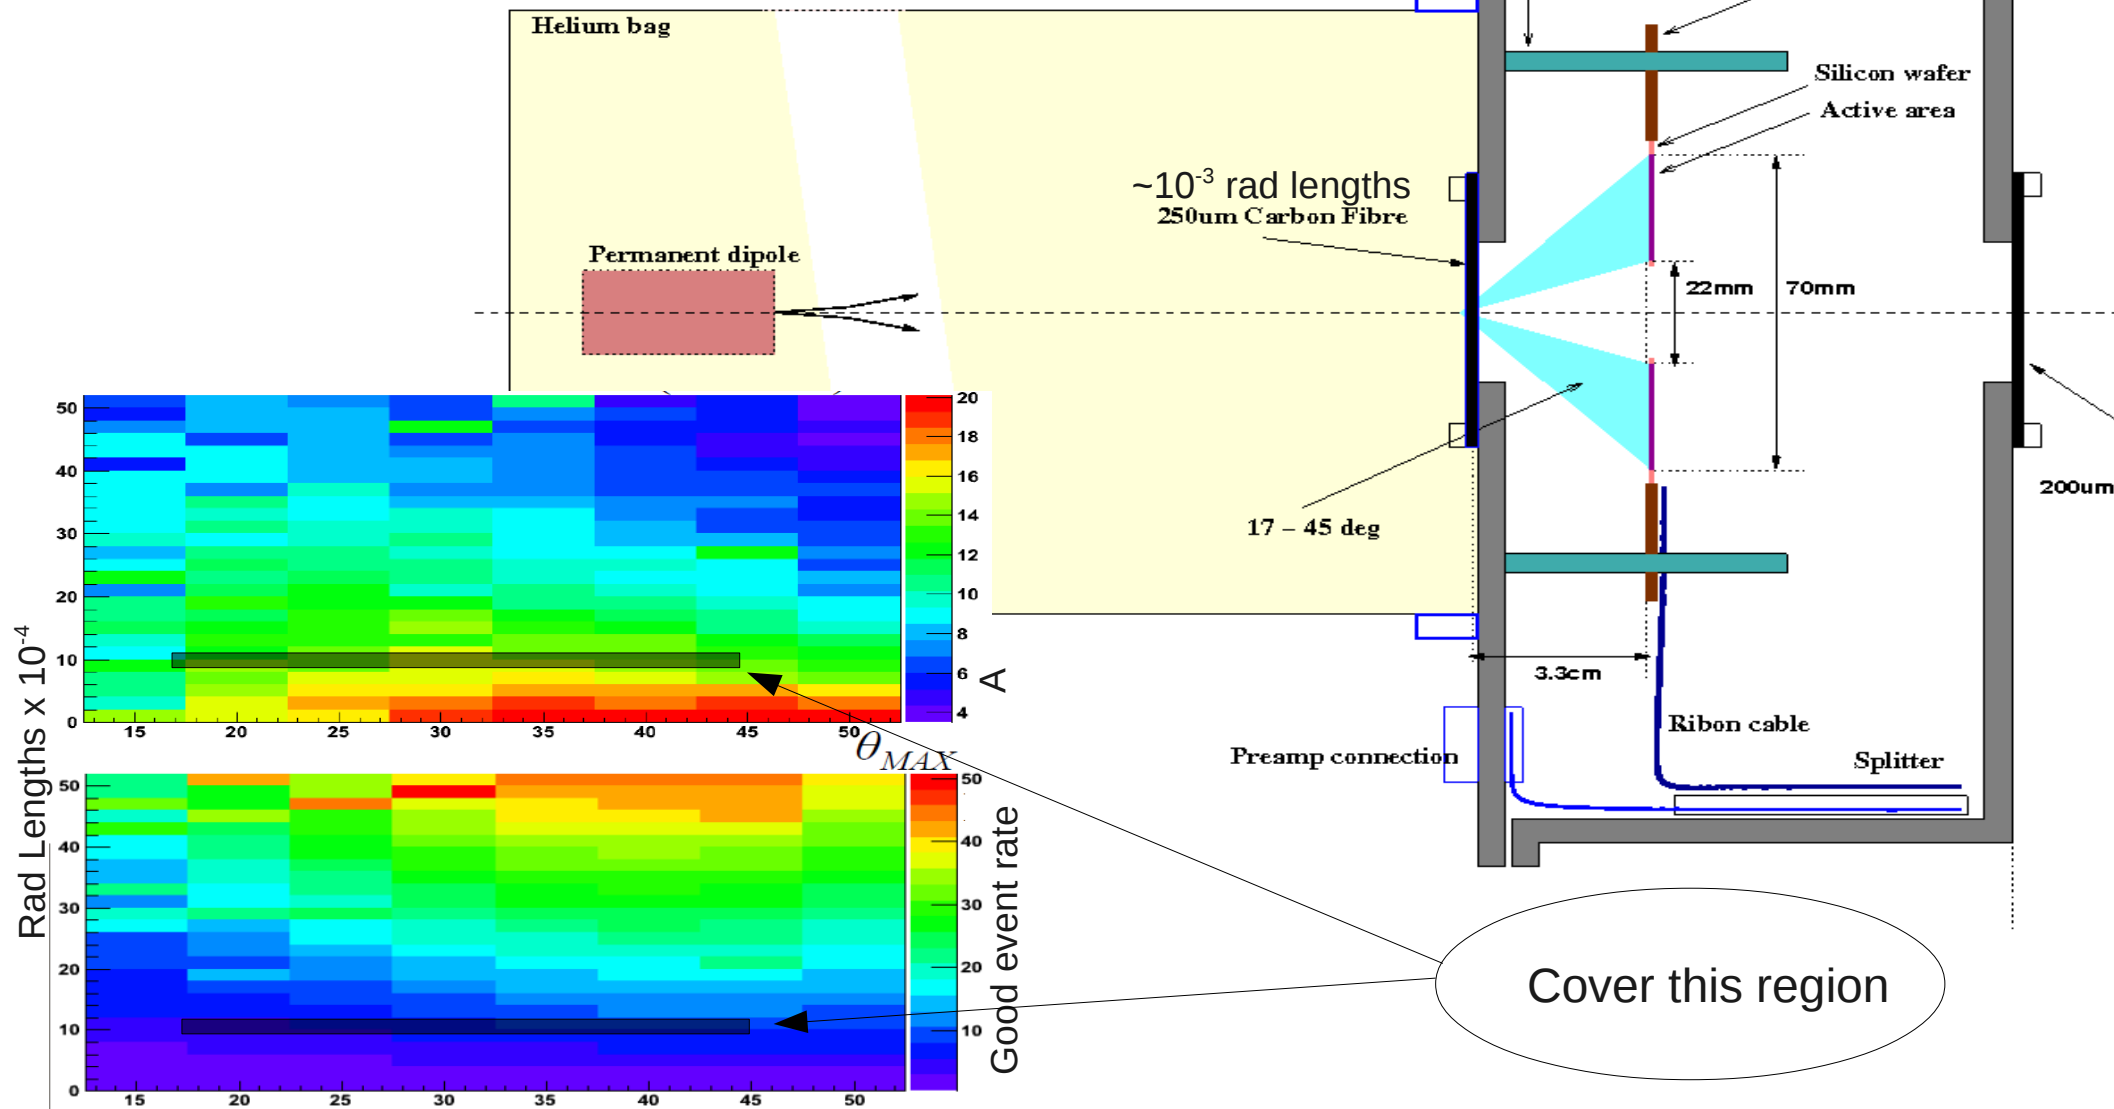 Helium bag
Silicon wafer
Active area
~10-3 rad lengths
250um Carbon Fibre
Permanent dipole
22mm
70mm
17 – 45 deg
200um
3.3cm
Ribon cable
Preamp connection
Splitter
Cover this region
Rad Lengths x 10-4
50
40
30
20
10
0
15
20
25
30
35
40
45
50
θMAX
20
18
16
14
12
10
8
6
4
A
50
40
30
20
10
0
15
20
25
30
35
40
45
50
50
40
30
20
10
Good event rate